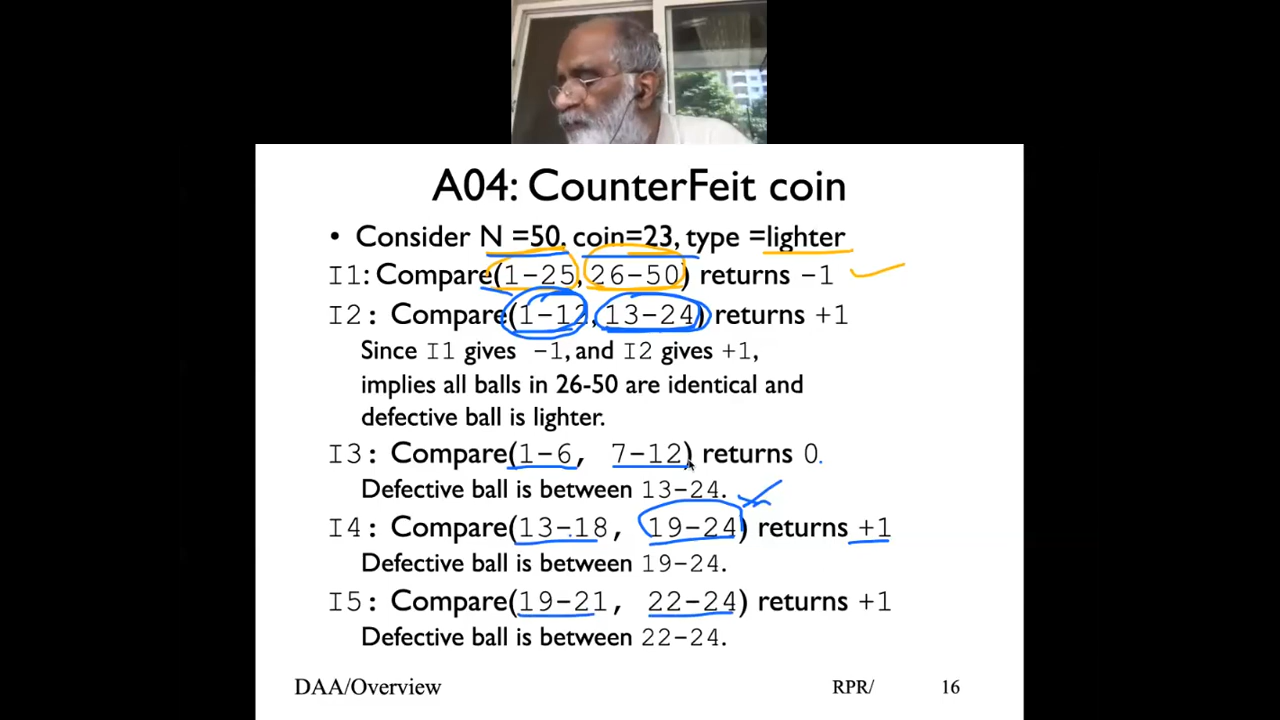 A04: CounterFeit coin
• Consider N =50, coin=23, type =lighter
I1: Compare(1-25, 26-50) returns -1
I2: Compare(1-12, 13-24) returns +1
Since I1 gives -1, and I2 gives +1,
implies all balls in 26-50 are identical and
defective ball is lighter.
I3: Compare(1-6, 7-12) returns 0.
Defective ball is between 13-24.
I4: Compare(13-18, 19-24) returns +1
Defective ball is between 19-24.
I5: Compare(19-21, 22-24) returns +1
Defective ball is between 22-24.
DAA/Overview RPR/ 16